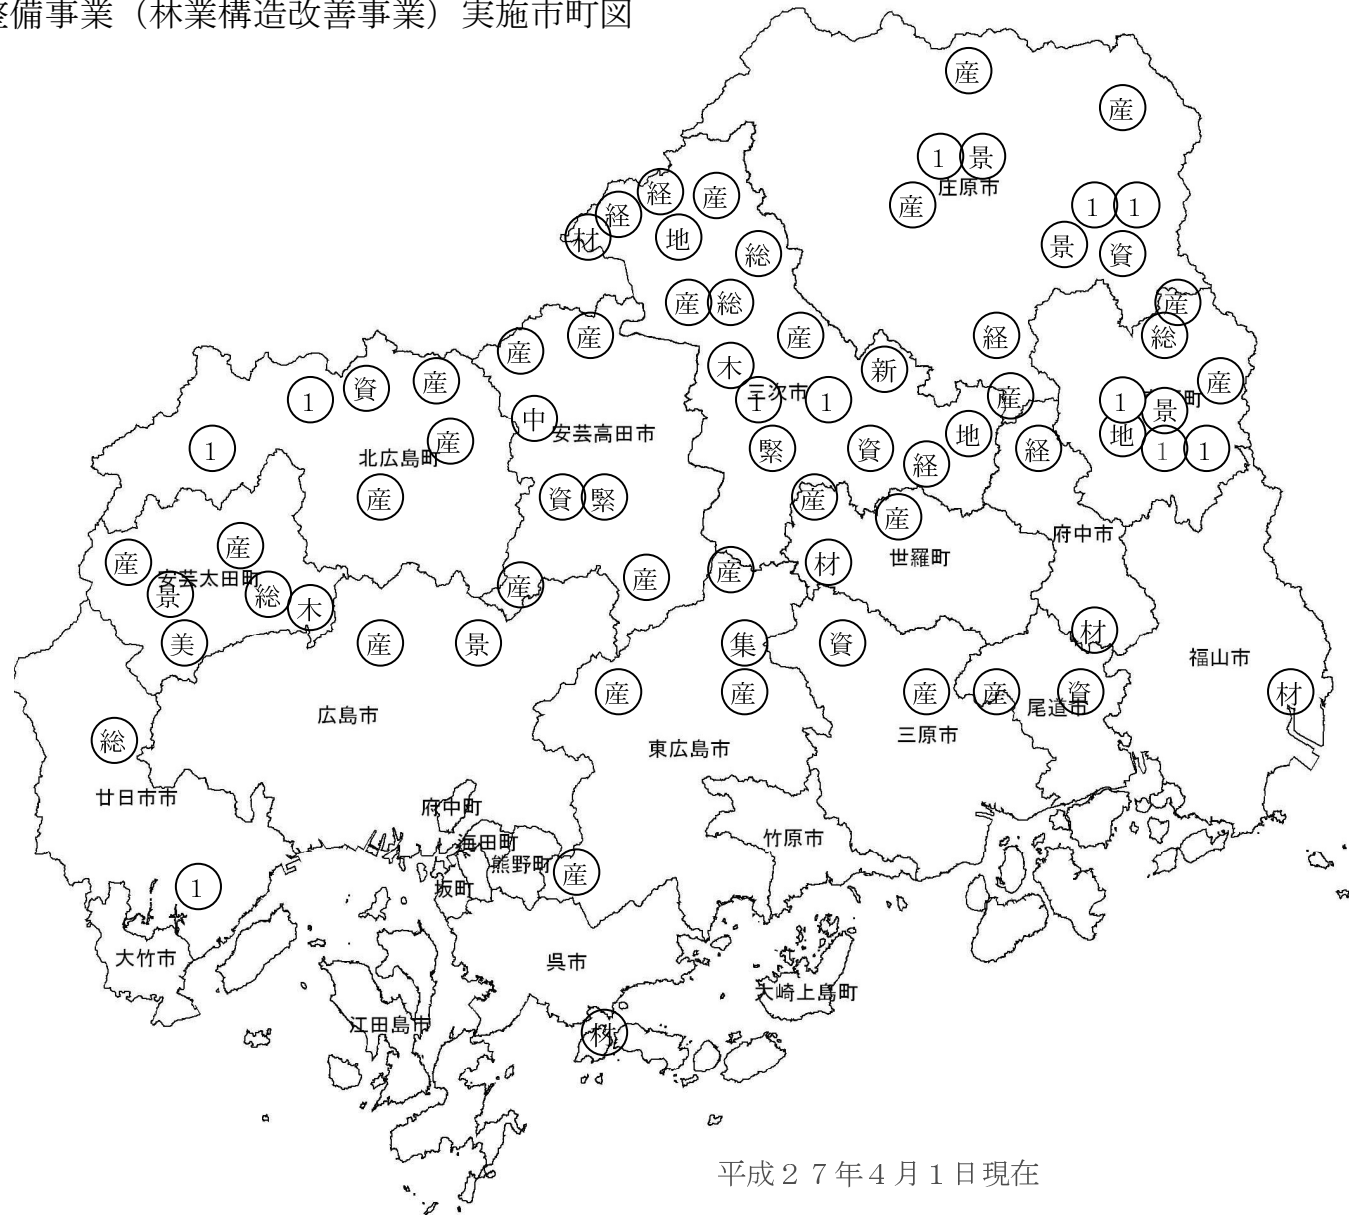 整備事業（林業構造改善事業）実施市町図
産
産
1 景
庄原市
産
1 1
景 資
経 産
経
材 地
総
産 総
産
総
産 産 産 経
木 新
資 産 産
1 三次市 1 産 1 景 町
中
安芸高田市
1 産 緊 資 地 経 地 1 1
北広島町 経
産 資 緊 産 産
府中市
産 産 世羅町
安芸太田町 産 材
景 総 木 産 産
美 産 景 集 資 材
福山市
産 産 産 産 資 材
広島市 尾道市
総 東広島市 三原市
廿日市市
府中町
海田町 竹原市
熊野町
坂町 産
1
大竹市 呉市
大崎上島町
江田島市 材
平成２７年４月１日現在